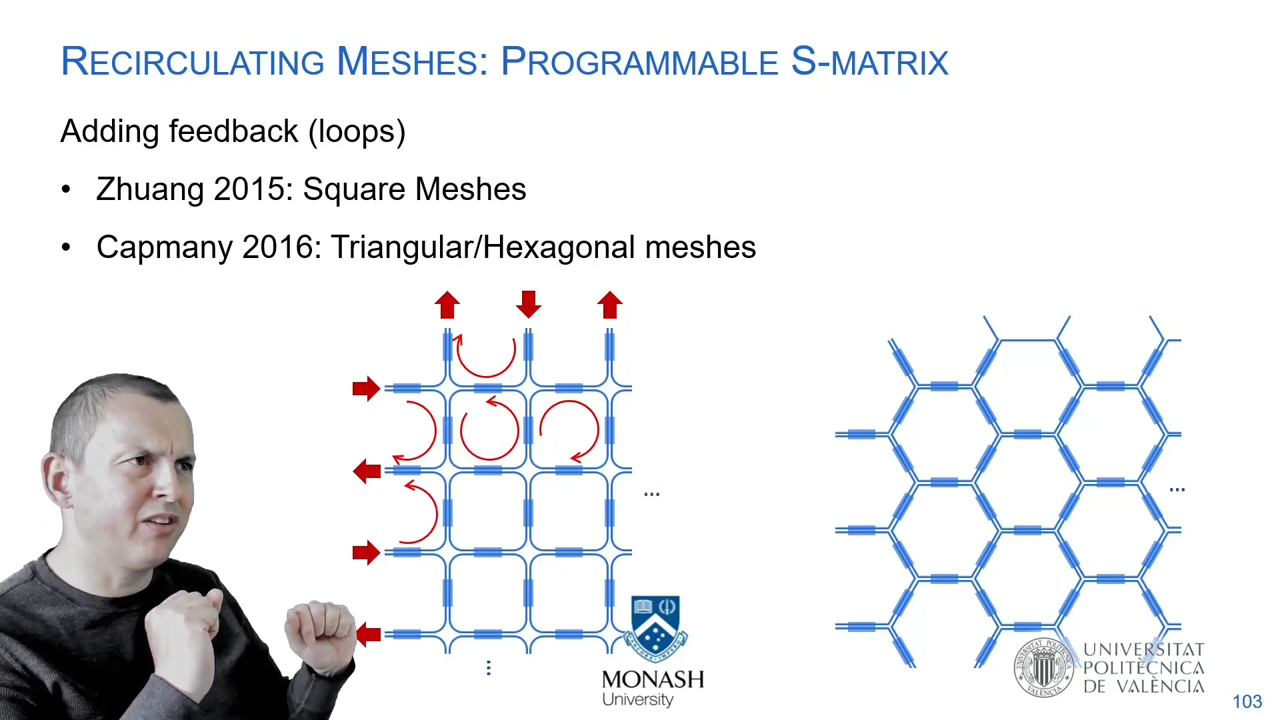 RECIRCULATING MESHES: PROGRAMMABLE S-MATRIX
Adding feedback (loops)
• Zhuang 2015: Square Meshes
• Capmany 2016: Triangular/Hexagonal meshes
...
...
...
MONASH
University
UNIVERSITAT
POLITÈCNICA
DE VALÈNCIA
103